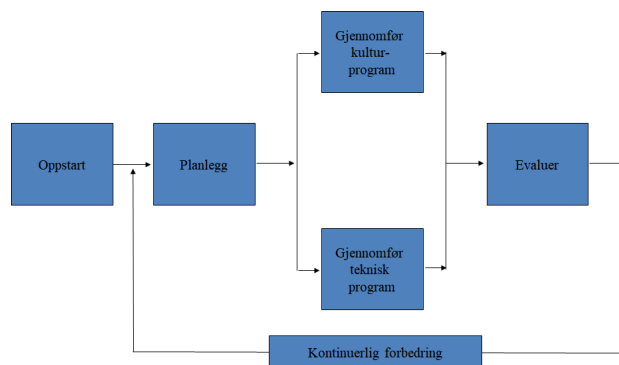 Oppstart
Planlegg
Gjennomfør
kultur-
program
Gjennomfør
teknisk
program
Evaluer
Kontinuerlig forbedring